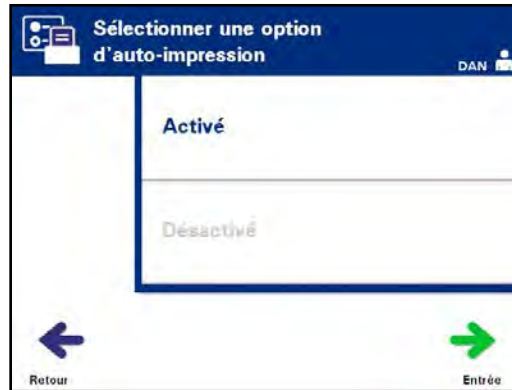 Sélectionner une option
d'auto-impression
DAN
Activé
Désactivé
Retour
Entrée